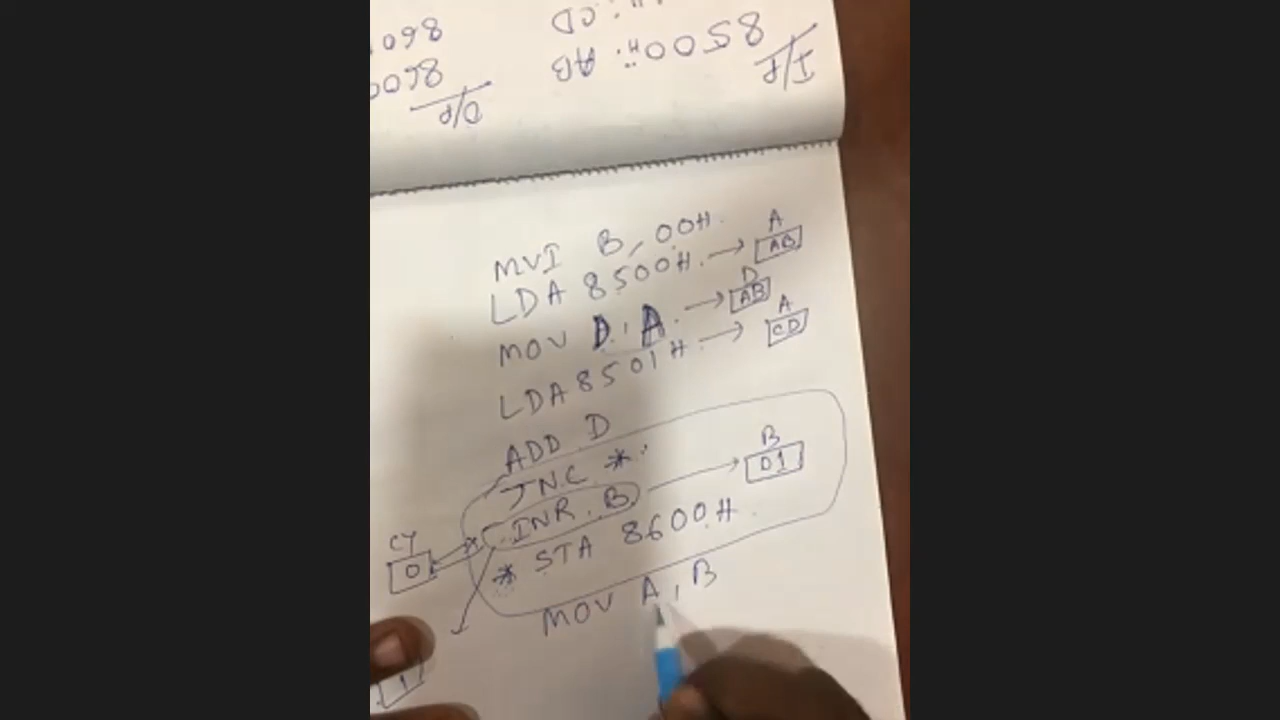 : CD
8500H: AB
I/P
860
8600
O/P
MVI B, 00H.
LDA 8500H. → A AB
MOV D, A. → D AB
LDA 8501H. → A CD
ADD D
JNC *
INR B → B 01
CY 0
* STA 8600H
MOV A, B
1